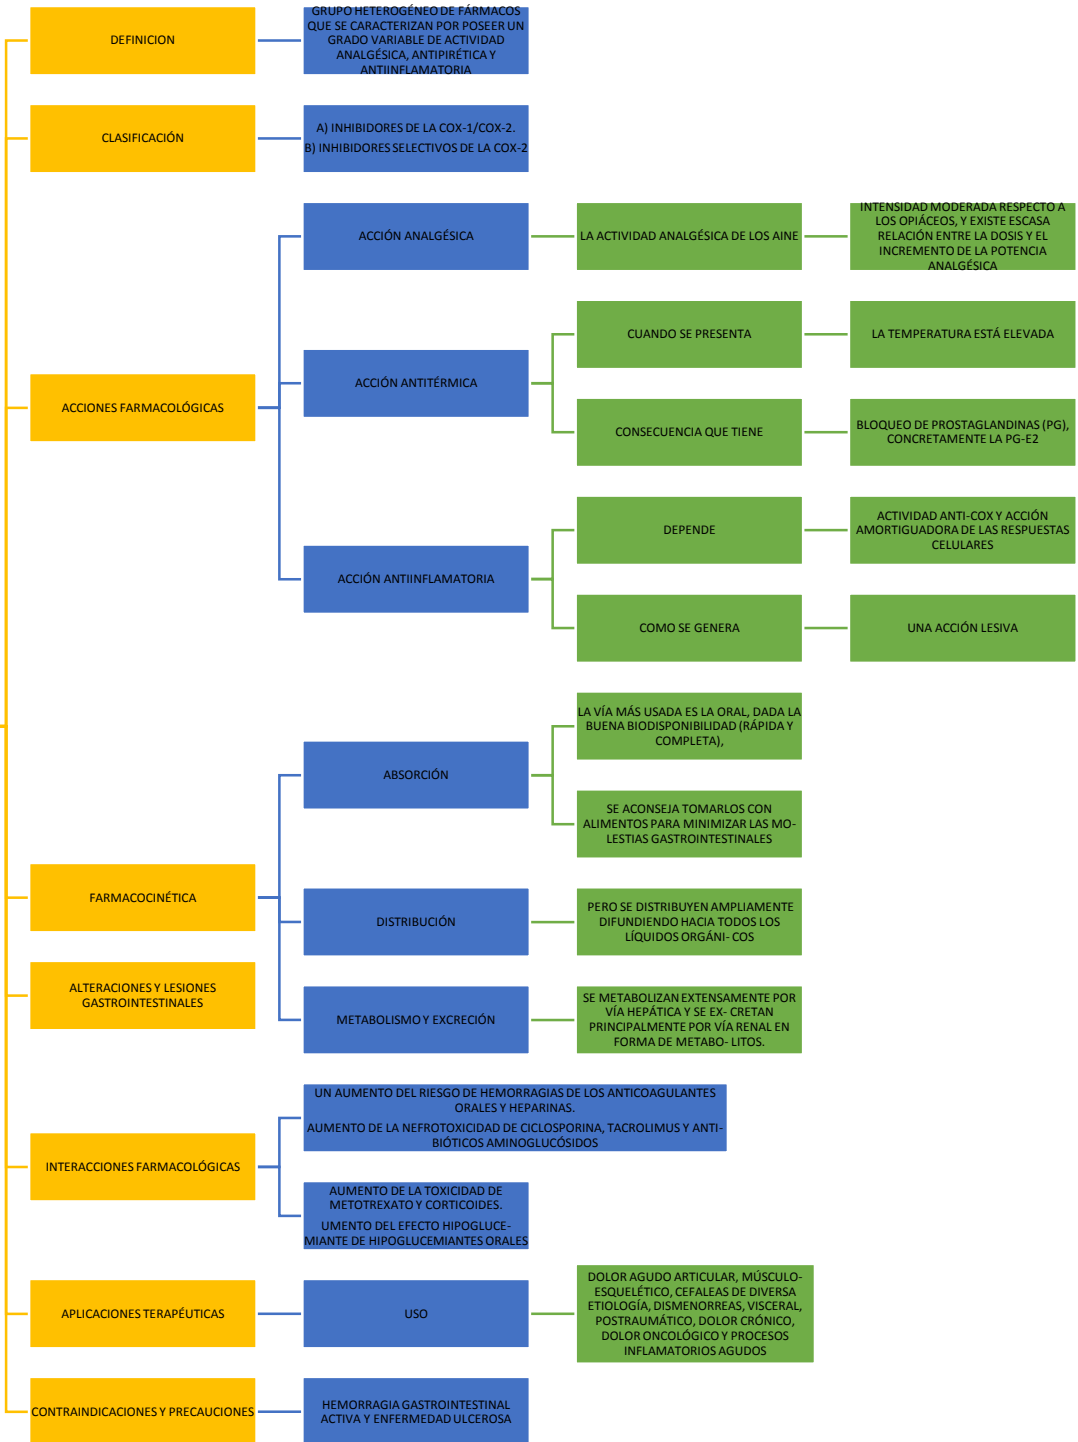 DEFINICION
GRUPO HETEROGÉNEO DE FÁRMACOS
QUE SE CARACTERIZAN POR POSEER UN
GRADO VARIABLE DE ACTIVIDAD
ANALGÉSICA, ANTIPIRÉTICA Y
ANTIINFLAMATORIA
CLASIFICACIÓN
A) INHIBIDORES DE LA COX-1/COX-2.
B) INHIBIDORES SELECTIVOS DE LA COX-2
ACCIONES FARMACOLÓGICAS
ACCIÓN ANALGÉSICA
LA ACTIVIDAD ANALGÉSICA DE LOS AINE
INTENSIDAD MODERADA RESPECTO A
LOS OPIÁCEOS, Y EXISTE ESCASA
RELACIÓN ENTRE LA DOSIS Y EL
INCREMENTO DE LA POTENCIA
ANALGÉSICA
ACCIÓN ANTITÉRMICA
CUANDO SE PRESENTA
LA TEMPERATURA ESTÁ ELEVADA
CONSECUENCIA QUE TIENE
BLOQUEO DE PROSTAGLANDINAS (PG),
CONCRETAMENTE LA PG-E2
ACCIÓN ANTIINFLAMATORIA
DEPENDE
ACTIVIDAD ANTI-COX Y ACCIÓN
AMORTIGUADORA DE LAS RESPUESTAS
CELULARES
COMO SE GENERA
UNA ACCIÓN LESIVA
FARMACOCINÉTICA
ABSORCIÓN
LA VÍA MÁS USADA ES LA ORAL, DADA LA
BUENA BIODISPONIBILIDAD (RÁPIDA Y
COMPLETA),
SE ACONSEJA TOMARLOS CON
ALIMENTOS PARA MINIMIZAR LAS MO-
LESTIAS GASTROINTESTINALES
DISTRIBUCIÓN
PERO SE DISTRIBUYEN AMPLIAMENTE
DIFUNDIENDO HACIA TODOS LOS
LÍQUIDOS ORGÁNI- COS
METABOLISMO Y EXCRECIÓN
SE METABOLIZAN EXTENSAMENTE POR
VÍA HEPÁTICA Y SE EX- CRETAN
PRINCIPALMENTE POR VÍA RENAL EN
FORMA DE METABO- LITOS.
ALTERACIONES Y LESIONES
GASTROINTESTINALES
INTERACCIONES FARMACOLÓGICAS
UN AUMENTO DEL RIESGO DE HEMORRAGIAS DE LOS ANTICOAGULANTES
ORALES Y HEPARINAS.
AUMENTO DE LA NEFROTOXICIDAD DE CICLOSPORINA, TACROLIMUS Y ANTI-
BIÓTICOS AMINOGLUCÓSIDOS
AUMENTO DE LA TOXICIDAD DE
METOTREXATO Y CORTICOIDES.
UMENTO DEL EFECTO HIPOGLUCE-
MIANTE DE HIPOGLUCEMIANTES ORALES
APLICACIONES TERAPÉUTICAS
USO
DOLOR AGUDO ARTICULAR, MÚSCULO-
ESQUELÉTICO, CEFALEAS DE DIVERSA
ETIOLOGÍA, DISMENORREAS, VISCERAL,
POSTRAUMÁTICO, DOLOR CRÓNICO,
DOLOR ONCOLÓGICO Y PROCESOS
INFLAMATORIOS AGUDOS
CONTRAINDICACIONES Y PRECAUCIONES
HEMORRAGIA GASTROINTESTINAL
ACTIVA Y ENFERMEDAD ULCEROSA